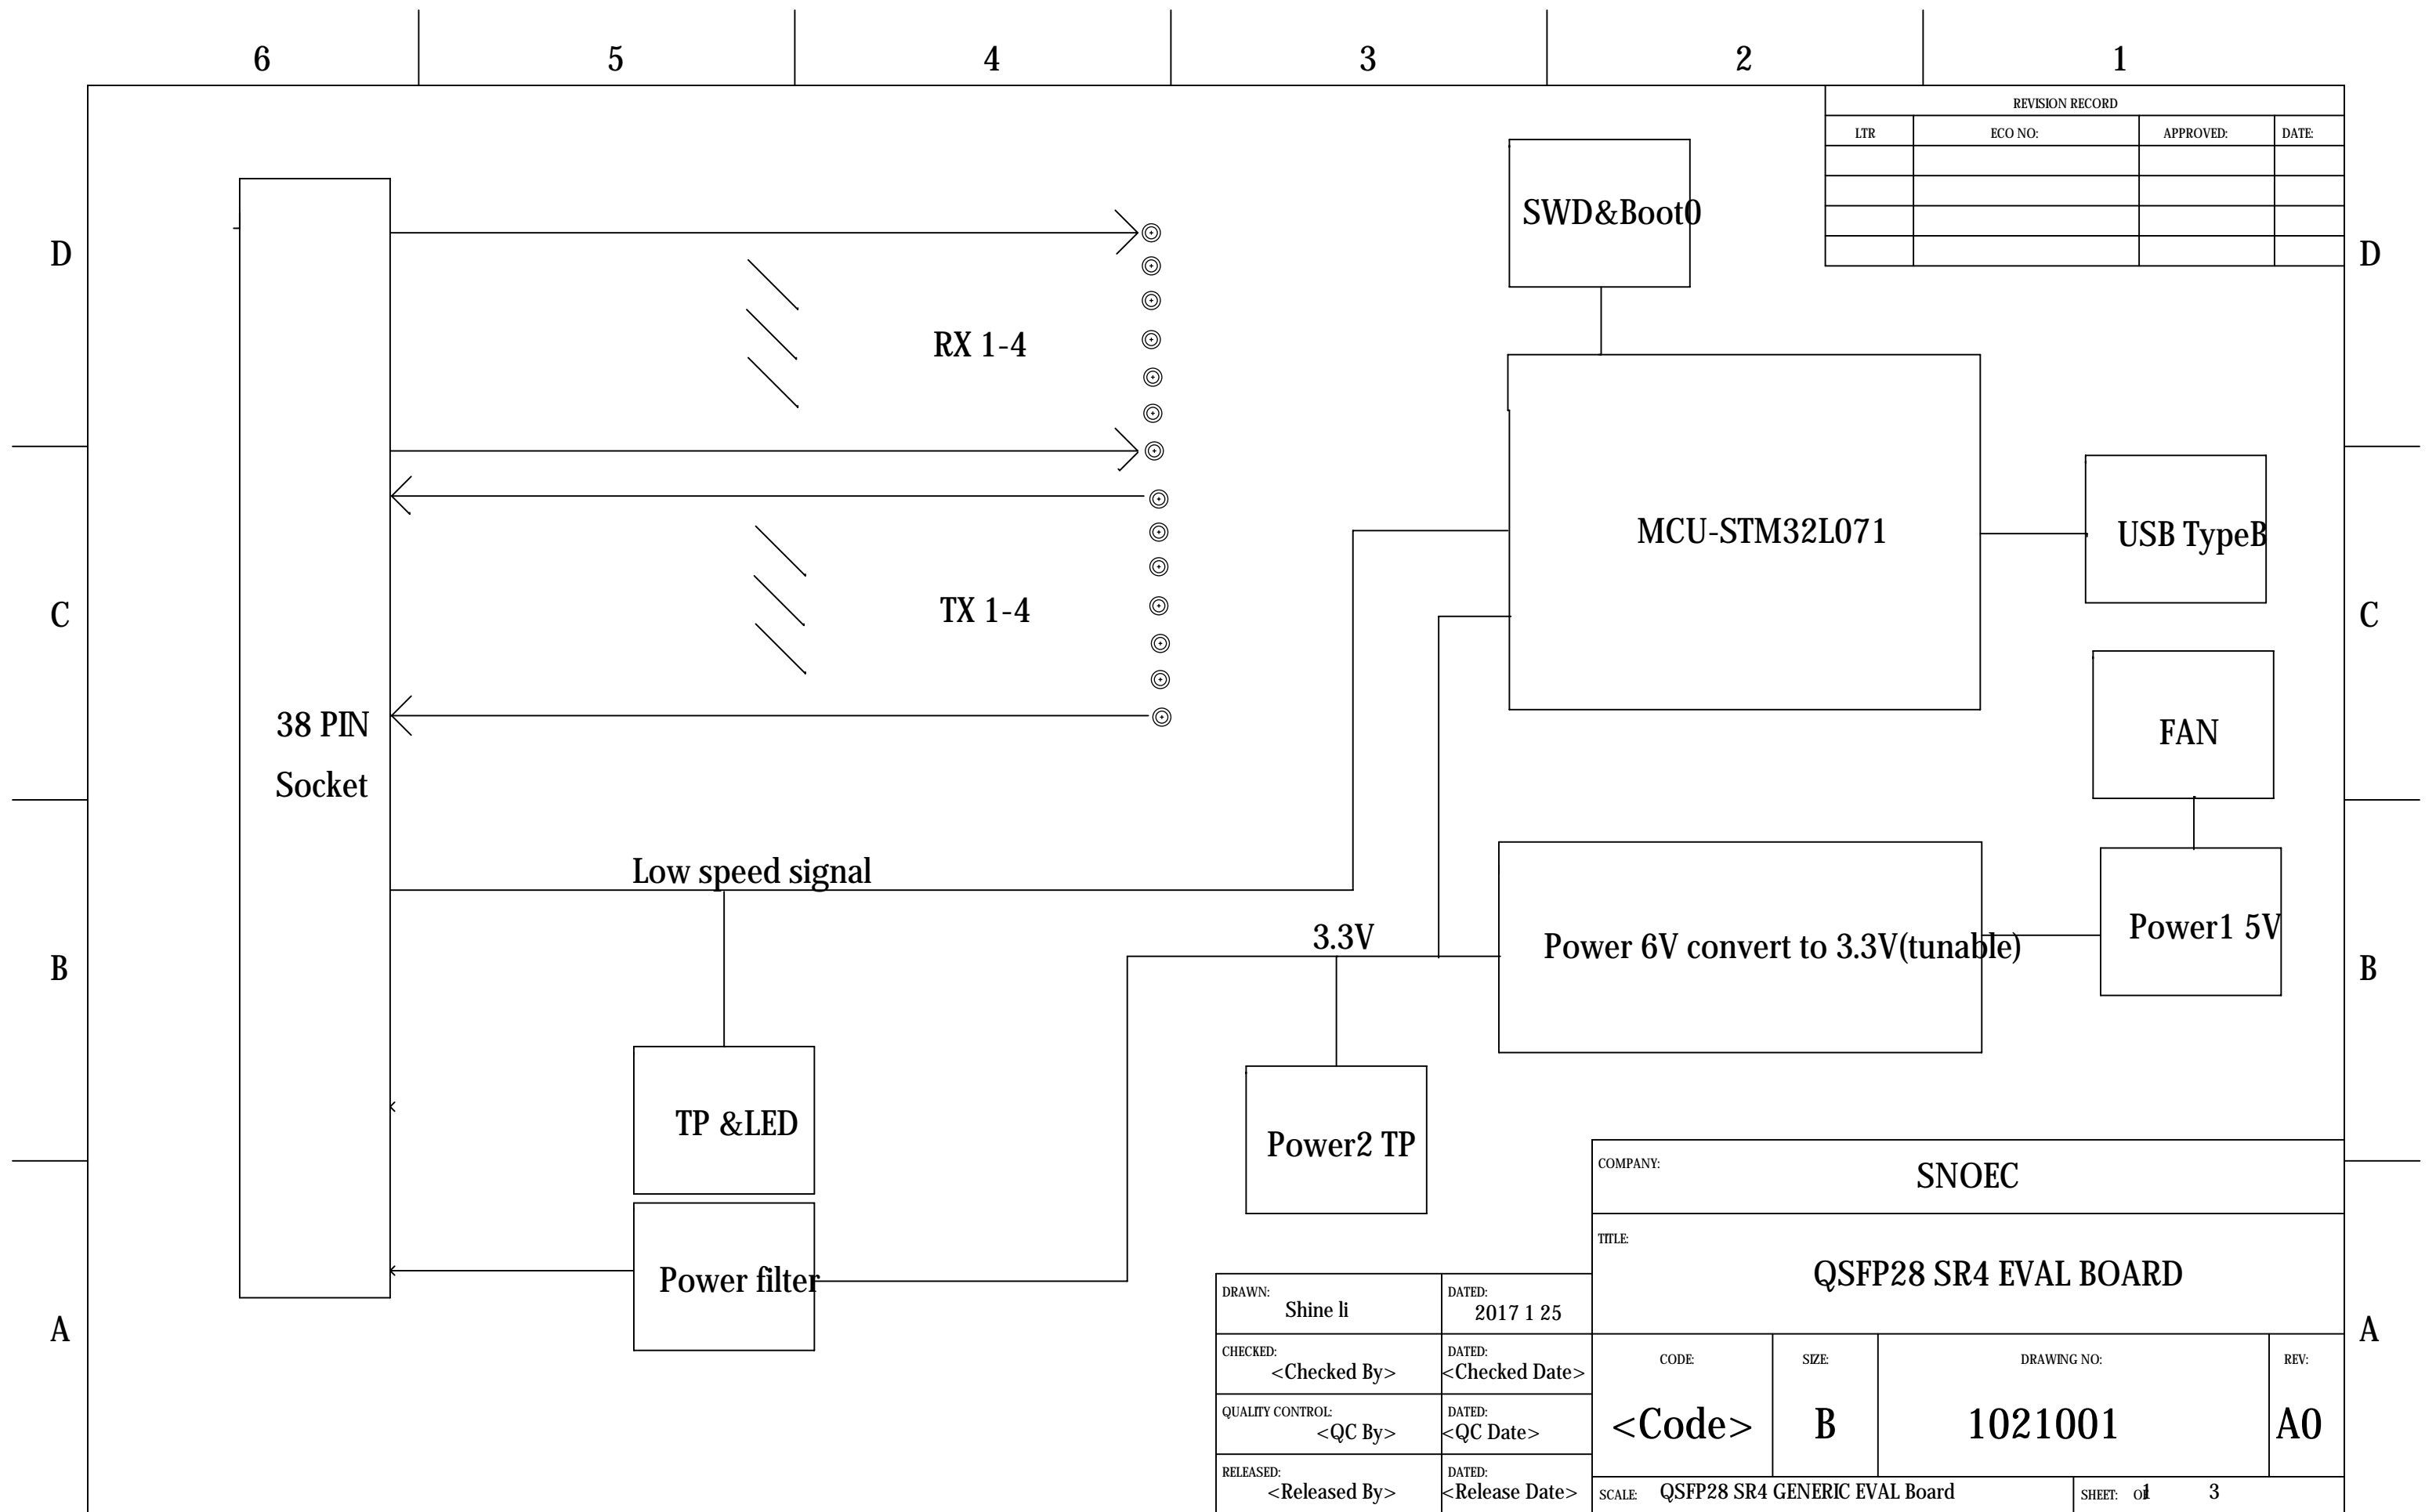 6 5 4 3 2 1
REVISION RECORD
LTR ECO NO: APPROVED: DATE:
SWD&Boot0
D D
RX 1-4
MCU-STM32L071
USB TypeB
C C
TX 1-4
38 PIN
Socket
FAN
Low speed signal
3.3V
Power 6V convert to 3.3V(tunable)
Power1 5V
B B
TP &LED
Power2 TP
Power filter
A A
COMPANY:
SNOEC
TITLE:
QSFP28 SR4 EVAL BOARD
DRAWN: DATED:
Shine li 2017 1 25
CHECKED: DATED:
<Checked By> <Checked Date>
QUALITY CONTROL: DATED:
<QC By> <QC Date>
RELEASED: DATED:
<Released By> <Release Date>
CODE: SIZE: DRAWING NO: REV:
<Code> B 1021001 A0
SCALE: QSFP28 SR4 GENERIC EVAL Board SHEET: 1 OF 3